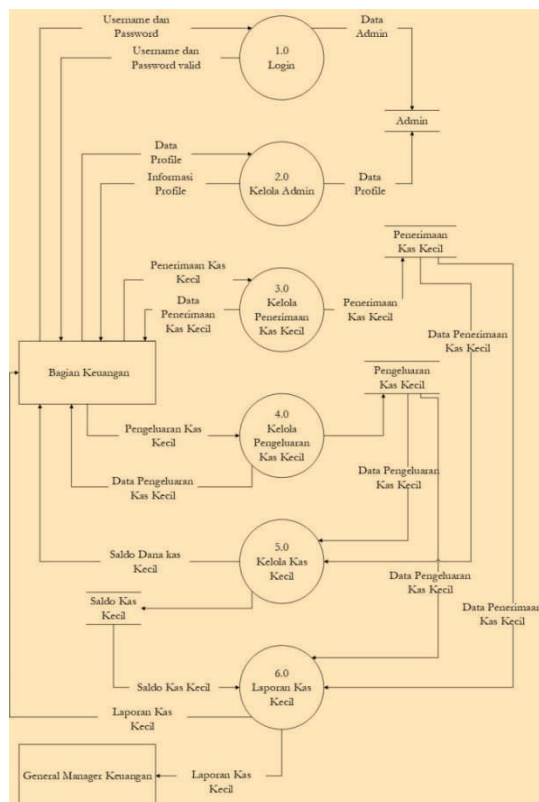 Username dan
Password
1.0
Login
Data
Admin
Username dan
Password valid
Admin
Data
Profile
2.0
Kelola Admin
Informasi
Profile
Data
Profile
Penerimaan
Kas Kecil
Penerimaan Kas
Kecil
3.0
Kelola
Penerimaan
Kas Kecil
Data
Penerimaan
Kas Kecil
Penerimaan
Kas Kecil
Data Penerimaan
Kas Kecil
Bagian Keuangan
Pengeluaran
Kas Kecil
Pengeluaran Kas
Kecil
4.0
Kelola
Pengeluaran
Kas Kecil
Data Pengeluaran
Kas Kecil
Data Pengeluaran
Kas Kecil
Saldo Dana kas
Kecil
5.0
Kelola Kas
Kecil
Data Pengeluaran
Kas Kecil
Saldo Kas
Kecil
Data Penerimaan
Kas Kecil
Saldo Kas Kecil
6.0
Laporan Kas
Kecil
Laporan Kas
Kecil
General Manager Keuangan
Laporan Kas
Kecil